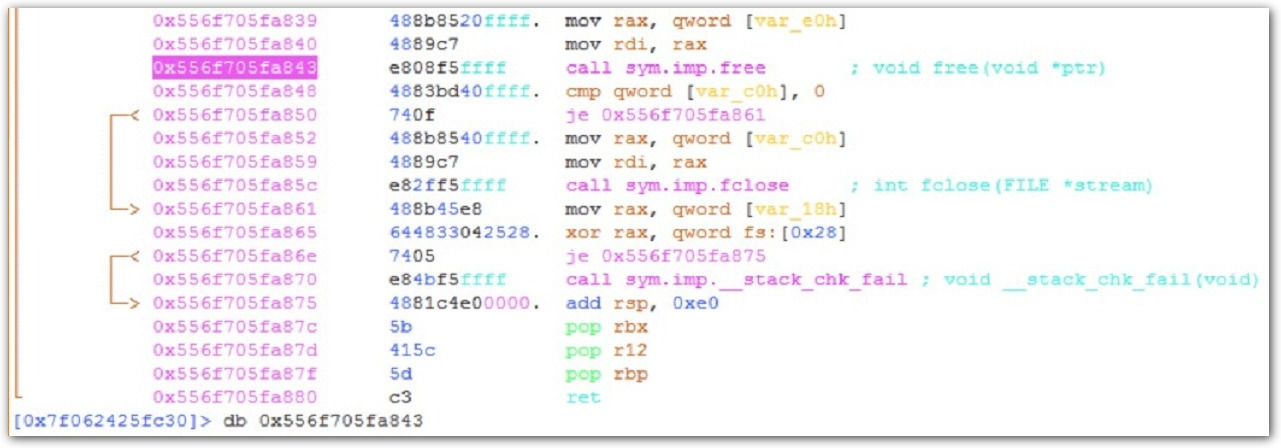 0x556f705fa839 488b8520ffff. mov rax, qword [var_e0h]
0x556f705fa840 4889c7 mov rdi, rax
0x556f705fa843 e808f5ffff call sym.imp.free ; void free(void *ptr)
0x556f705fa848 4883bd40ffff. cmp qword [var_c0h], 0
0x556f705fa850 740f je 0x556f705fa861
0x556f705fa852 488b8540ffff. mov rax, qword [var_c0h]
0x556f705fa859 4889c7 mov rdi, rax
0x556f705fa85c e82ff5ffff call sym.imp.fclose ; int fclose(FILE *stream)
0x556f705fa861 488b45e8 mov rax, qword [var_18h]
0x556f705fa865 644833042528. xor rax, qword fs:[0x28]
0x556f705fa86e 7405 je 0x556f705fa875
0x556f705fa870 e84bf5ffff call sym.imp.__stack_chk_fail ; void __stack_chk_fail(void)
0x556f705fa875 4881c4e00000. add rsp, 0xe0
0x556f705fa87c 5b pop rbx
0x556f705fa87d 415c pop r12
0x556f705fa87f 5d pop rbp
0x556f705fa880 c3 ret
[0x7f062425fc30]> db 0x556f705fa843